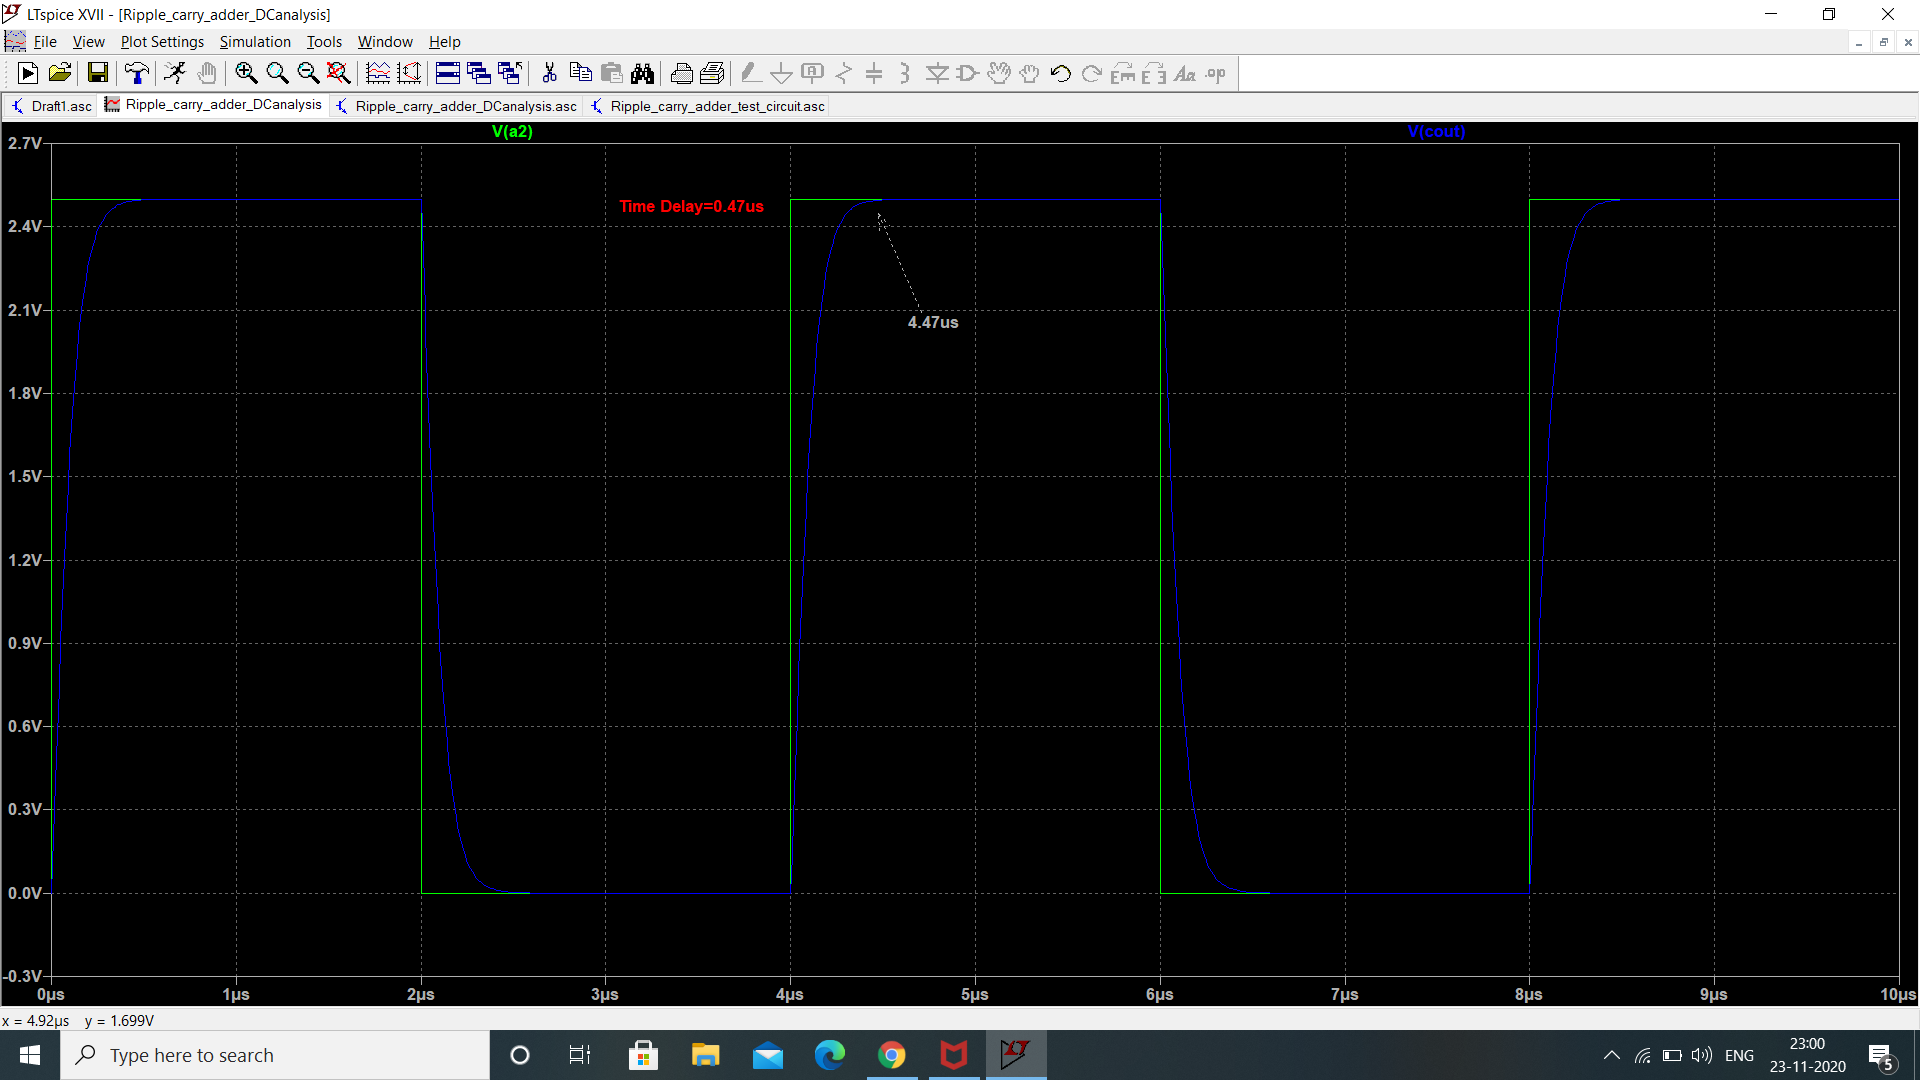 LTspice XVII - [Ripple_carry_adder_DCanalysis]
File View Plot Settings Simulation Tools Window Help
Draft1.asc Ripple_carry_adder_DCanalysis Ripple_carry_adder_DCanalysis.asc Ripple_carry_adder_test_circuit.asc
V(a2) V(cout)
2.7V
Time Delay=0.47us
2.4V
2.1V
4.47us
1.8V
1.5V
1.2V
0.9V
0.6V
0.3V
0.0V
-0.3V
0µs 1µs 2µs 3µs 4µs 5µs 6µs 7µs 8µs 9µs 10µs
x = 4.92µs y = 1.699V
Type here to search
ENG
23:00
23-11-2020
5